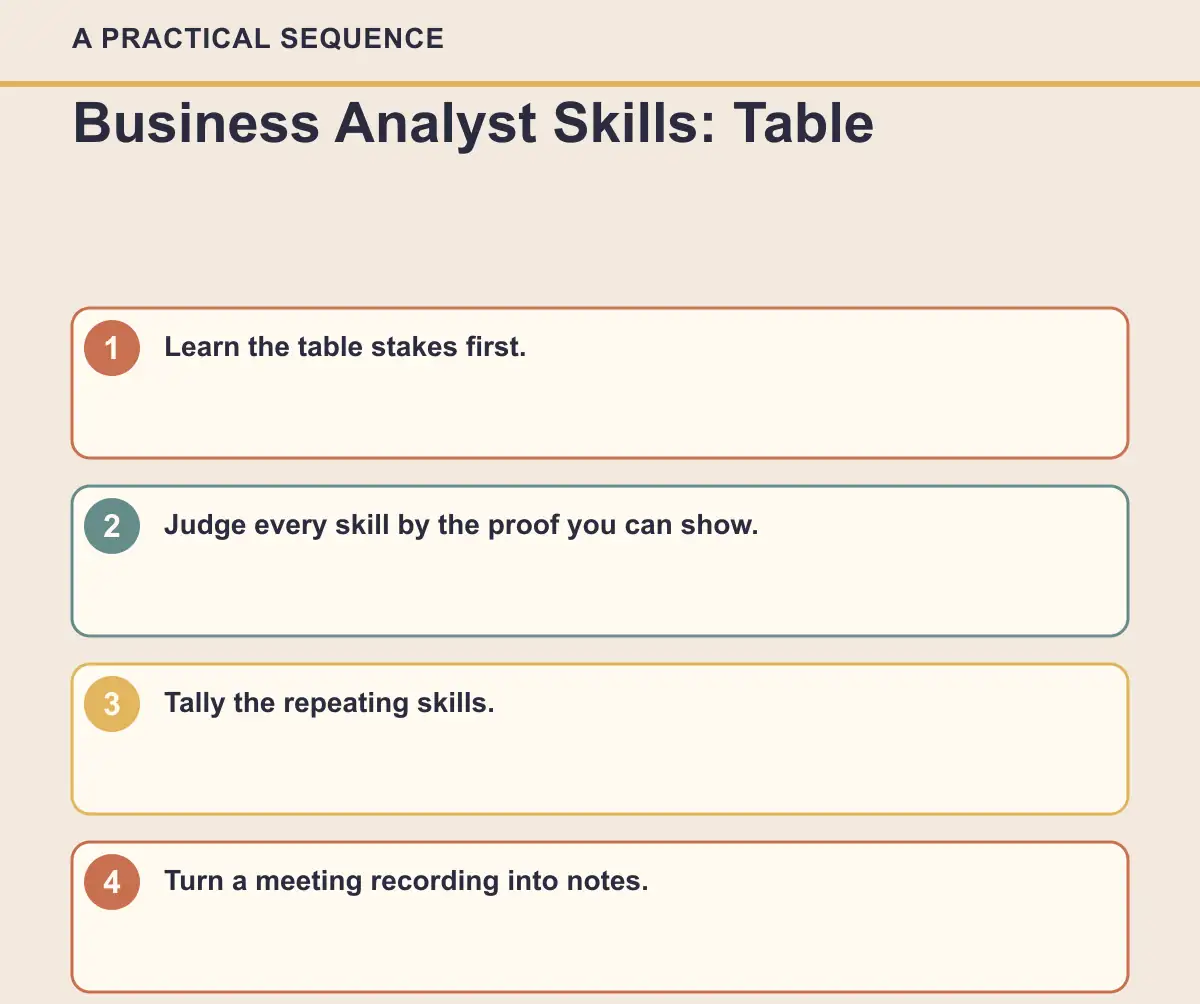 A PRACTICAL SEQUENCE
Business Analyst Skills: Table
1
Learn the table stakes first.
2
Judge every skill by the proof you can show.
3
Tally the repeating skills.
4
Turn a meeting recording into notes.